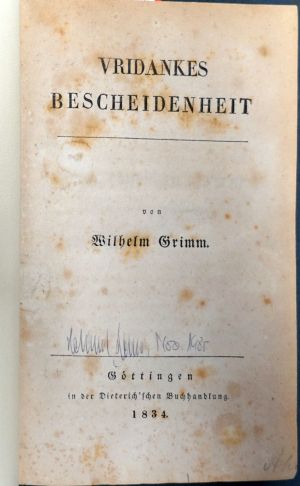 VRIDANKES
BESCHEIDENHEIT
von
Wilhelm Grimm.
Göttingen
in der Dieterich'schen Buchhandlung
1834.